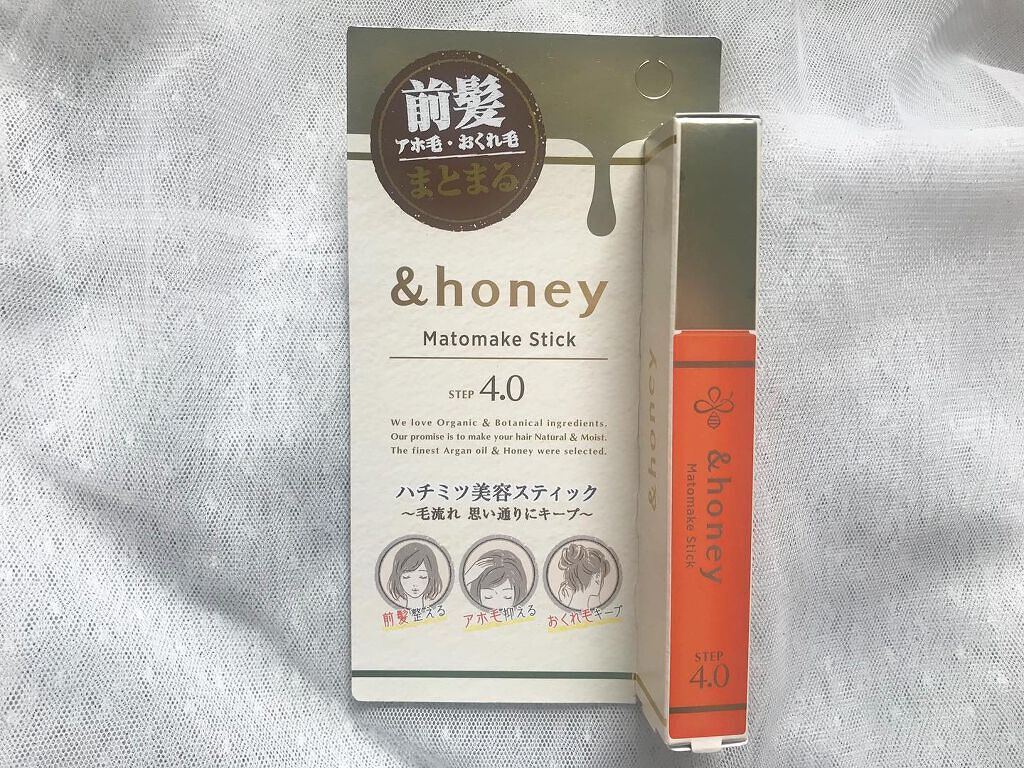 前髪
アホ毛・おくれ毛
まとまる
&honey
Matomake Stick
STEP 4.0
We love Organic & Botanical ingredients.
Our promise is to make your hair Natural & Moist.
The finest Argan oil & Honey were selected.
ハチミツ美容スティック
～毛流れ 思い通りにキープ～
前髪整える
アホ毛抑える
おくれ毛キープ
&honey
&honey
Matomake Stick
STEP
4.0